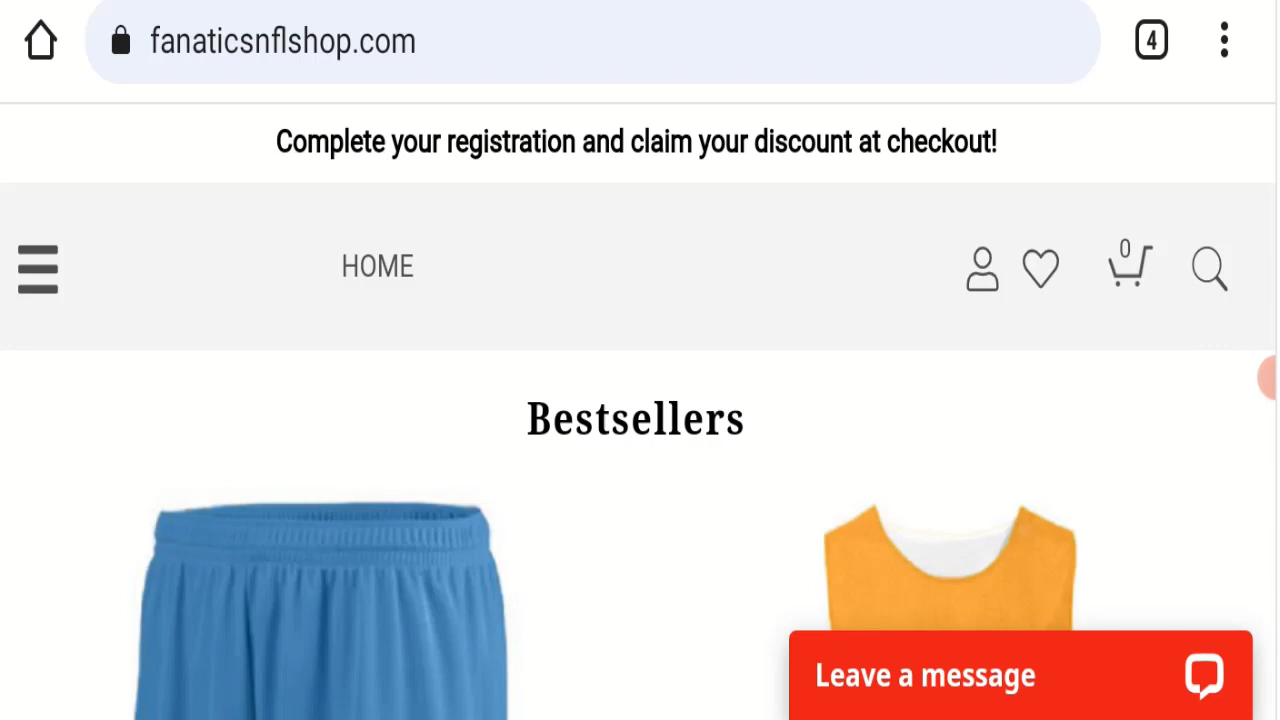 fanaticsnflshop.com
4
Complete your registration and claim your discount at checkout!
HOME
0
Bestsellers
Leave a message